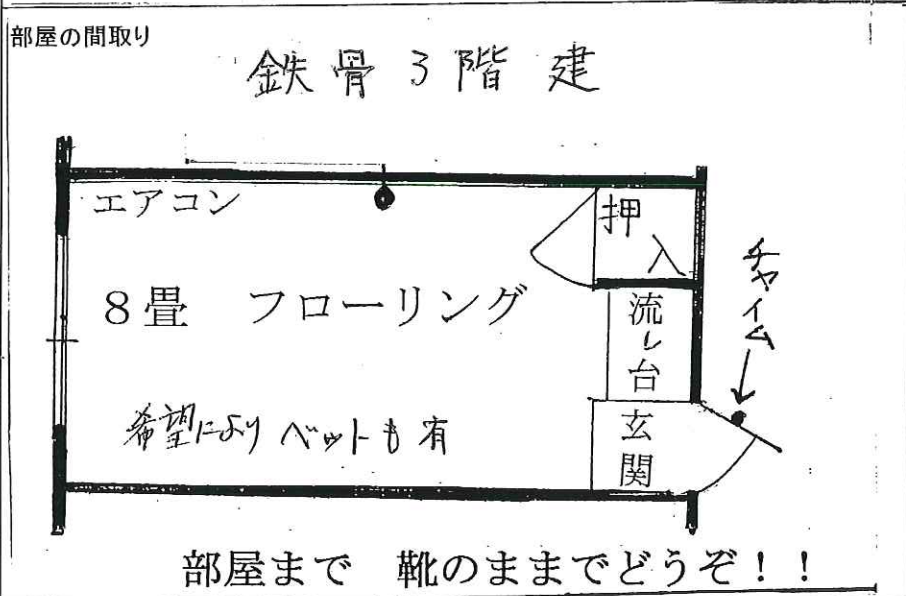 部屋の間取り
鉄骨3階建
エアコン
押入
チャイム
8畳 フローリング
流し台
希望により ベットも有
玄関
部屋まで 靴のままでどうぞ!!